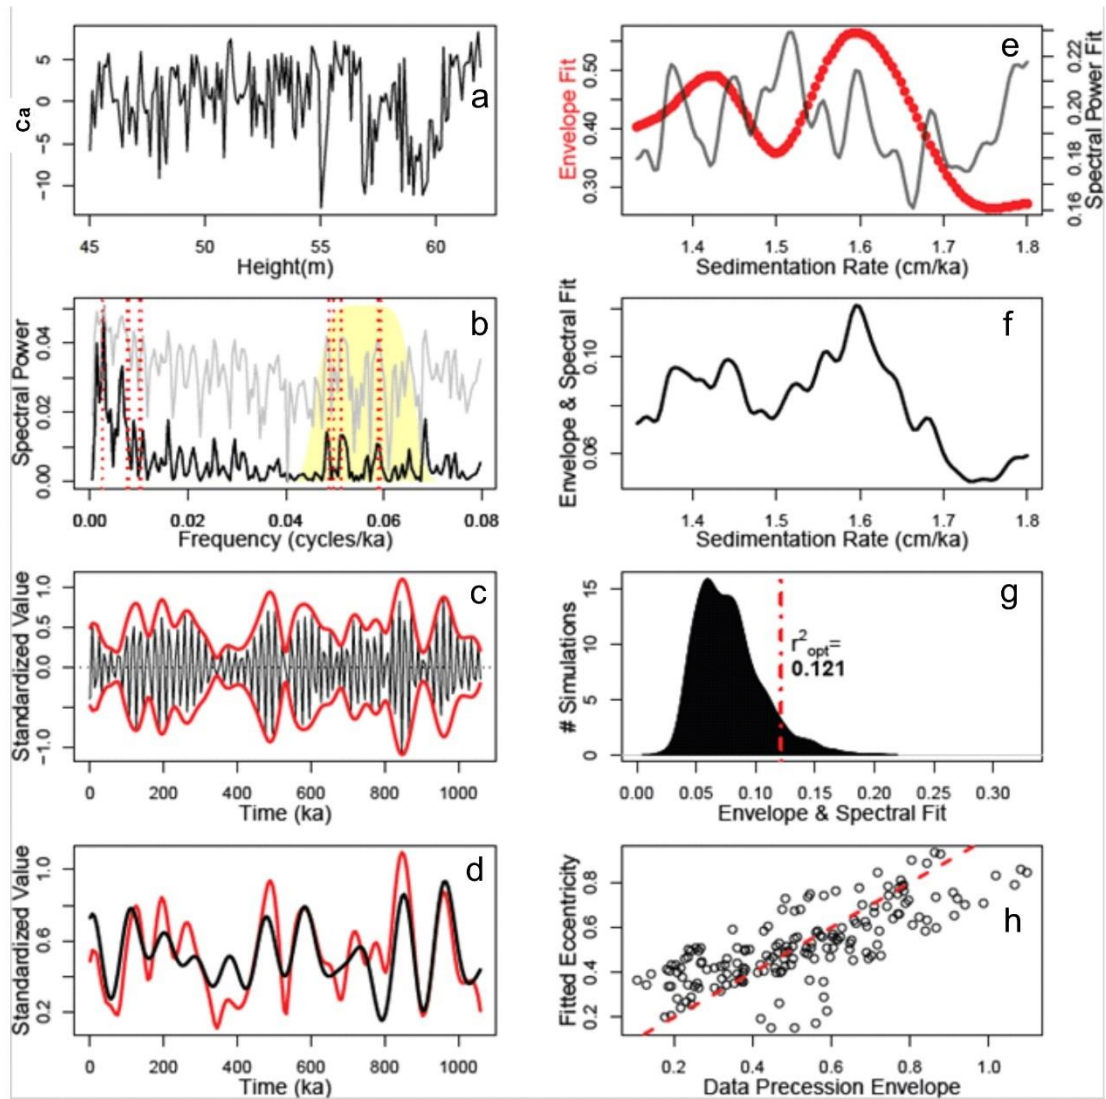 a
Ca
5
0
−5
−10
45
50
55
60
Height(m)
e
Envelope Fit
0.30
0.40
0.50
Spectral Power Fit
0.16
0.18
0.20
0.22
1.4
1.5
1.6
1.7
1.8
Sedimentation Rate (cm/ka)
b
Spectral Power
0.00
0.02
0.04
0.00
0.02
0.04
0.06
0.08
Frequency (cycles/ka)
f
Envelope & Spectral Fit
0.06
0.10
1.4
1.5
1.6
1.7
1.8
Sedimentation Rate (cm/ka)
c
Standardized Value
1.0
0.5
0.0
−1.0
0
200
400
600
800
1000
Time (ka)
g
# Simulations
0
5
10
15
r²opt=
0.121
0.00
0.05
0.10
0.15
0.20
0.25
0.30
Envelope & Spectral Fit
d
Standardized Value
0.2
0.6
1.0
0
200
400
600
800
1000
Time (ka)
h
Fitted Eccentricity
0.2
0.4
0.6
0.8
0.2
0.4
0.6
0.8
1.0
Data Precession Envelope